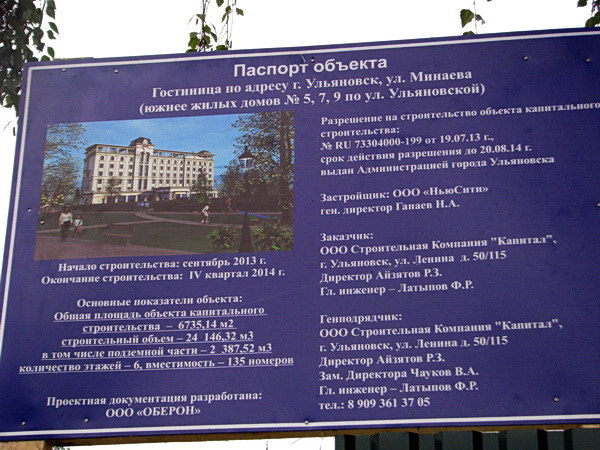 Паспорт объекта
Гостиница по адресу г. Ульяновск, ул. Минаева
(южнее жилых домов № 5, 7, 9 по ул. Ульяновской)
Начало строительства: сентябрь 2013 г.
Окончание строительства: IV квартал 2014 г.
Основные показатели объекта:
Общая площадь объекта капитального
строительства – 6735,14 м2
строительный объем – 24 146,32 м3
в том числе подземной части – 2 387,52 м3
количество этажей – 6, вместимость – 135 номеров
Проектная документация разработана:
ООО «ОБЕРОН»
Разрешение на строительство объекта капитального
строительства:
№ RU 73304000-199 от 19.07.13 г.,
срок действия разрешения до 20.08.14 г.
выдан Администрацией города Ульяновска
Застройщик: ООО «НьюСити»
ген. директор Ганаев Н.А.
Заказчик:
ООО Строительная Компания "Капитал",
г. Ульяновск, ул. Ленина д. 50/115
Директор Айзятов Р.З.
Гл. инженер – Латыпов Ф.Р.
Генподрядчик:
ООО Строительная Компания "Капитал",
г. Ульяновск, ул. Ленина д. 50/115
Директор Айзятов Р.З.
Зам. Директора Чауков В.А.
Гл. инженер – Латыпов Ф.Р.
тел.: 8 909 361 37 05